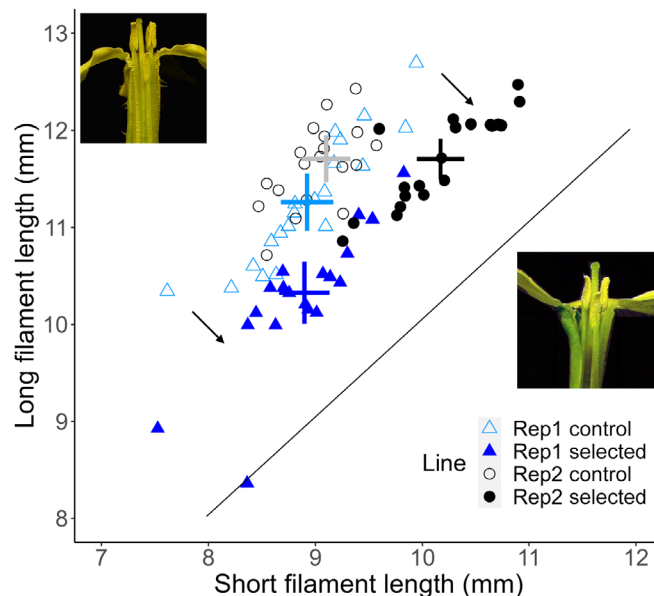 13
12
11
10
9
8
Long filament length (mm)
7
8
9
10
11
12
Short filament length (mm)
Line
Rep1 control
Rep1 selected
Rep2 control
Rep2 selected